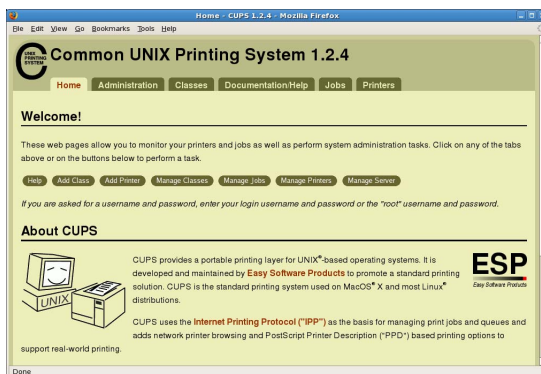 Home - CUPS 1.2.4 - Mozilla Firefox
File Edit View Go Bookmarks Tools Help
UNIX PRINTING SYSTEM
Common UNIX Printing System 1.2.4
Home Administration Classes Documentation/Help Jobs Printers
Welcome!
These web pages allow you to monitor your printers and jobs as well as perform system administration tasks. Click on any of the tabs
above or on the buttons below to perform a task.
Help Add Class Add Printer Manage Classes Manage Jobs Manage Printers Manage Server
If you are asked for a username and password, enter your login username and password or the "root" username and password.
About CUPS
UNIX
CUPS provides a portable printing layer for UNIX®-based operating systems. It is
developed and maintained by Easy Software Products to promote a standard printing
solution. CUPS is the standard printing system used on MacOS® X and most Linux®
distributions.
ESP
Easy Software Products
CUPS uses the Internet Printing Protocol ("IPP") as the basis for managing print jobs and queues and
adds network printer browsing and PostScript Printer Description ("PPD") based printing options to
support real-world printing.
Done